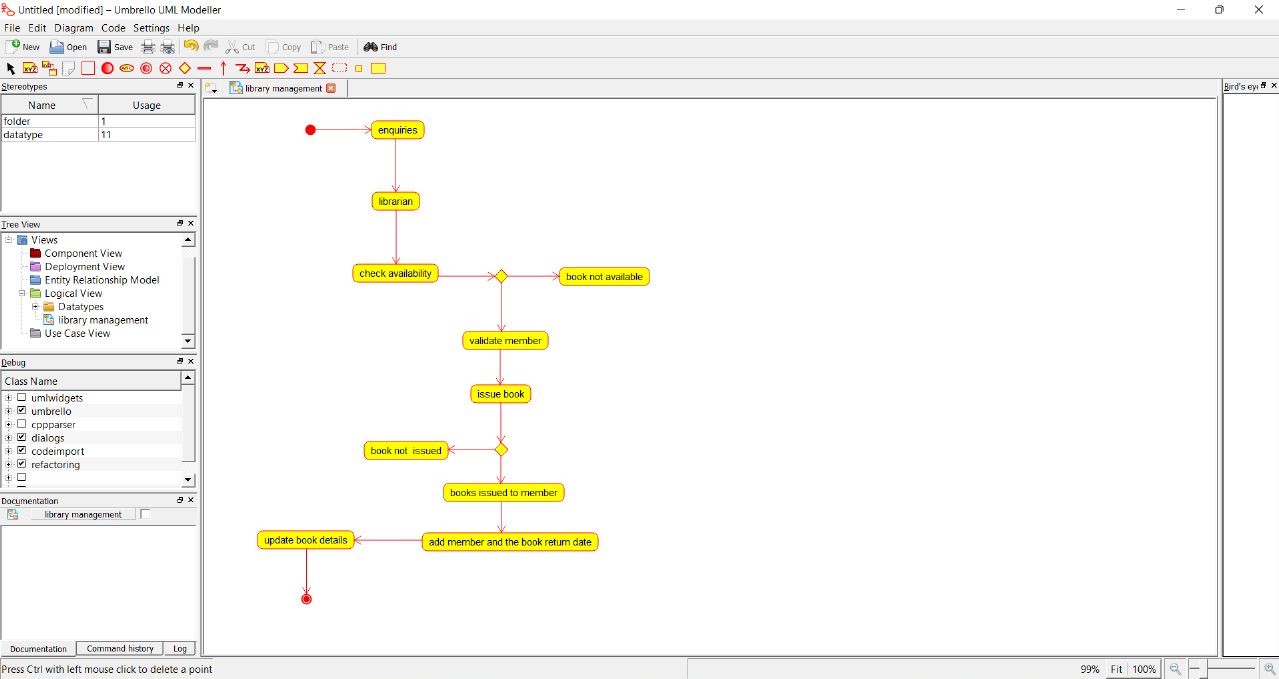 Untitled [modified] – Umbrello UML Modeller
File Edit Diagram Code Settings Help
New Open Save Cut Copy Paste Find
Stereotypes
Name Usage
folder 1
datatype 11
Tree View
Views
Component View
Deployment View
Entity Relationship Model
Logical View
Datatypes
library management
Use Case View
Debug
Class Name
umlwidgets
umbrello
cppparser
dialogs
codeimport
refactoring
Documentation
library management
Documentation Command history Log
Press Ctrl with left mouse click to delete a point
library management
enquiries
librarian
check availability
book not available
validate member
issue book
book not issued
books issued to member
update book details
add member and the book return date
Bird's eye
99% Fit 100%